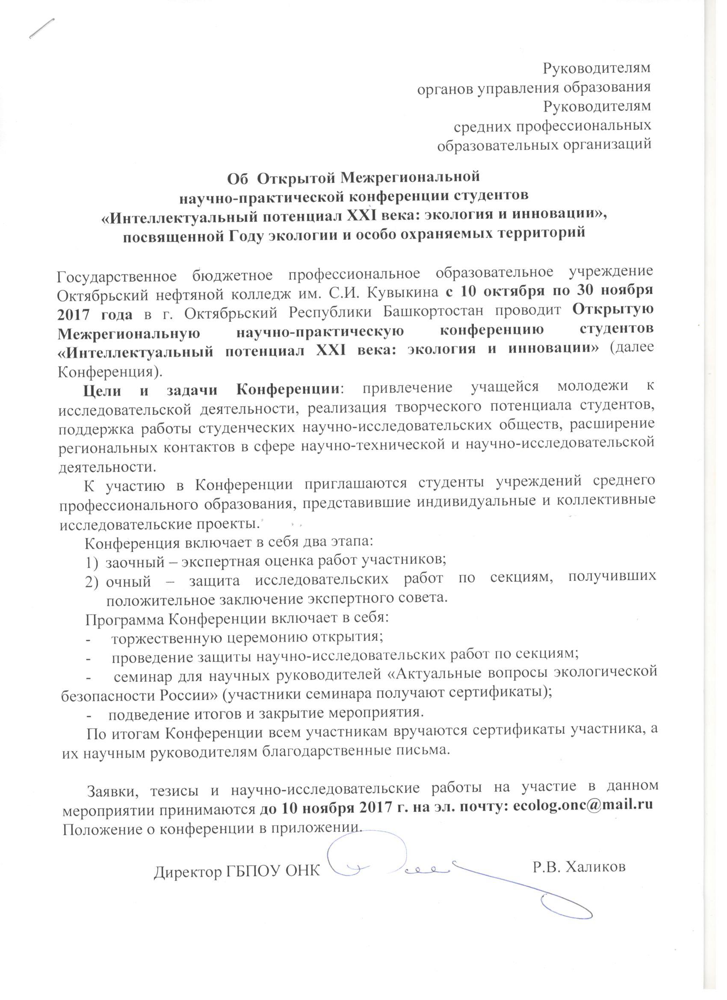 Руководителям
органов управления образования
Руководителям
средних профессиональных
образовательных организаций
Об Открытой Межрегиональной
научно-практической конференции студентов
«Интеллектуальный потенциал XXI века: экология и инновации»,
посвященной Году экологии и особо охраняемых территорий
Государственное бюджетное профессиональное образовательное учреждение
Октябрьский нефтяной колледж им. С.И. Кувыкина с 10 октября по 30 ноября
2017 года в г. Октябрьский Республики Башкортостан проводит Открытую
Межрегиональную научно-практическую конференцию студентов
«Интеллектуальный потенциал XXI века: экология и инновации» (далее
Конференция).
Цели и задачи Конференции: привлечение учащейся молодежи к
исследовательской деятельности, реализация творческого потенциала студентов,
поддержка работы студенческих научно-исследовательских обществ, расширение
региональных контактов в сфере научно-технической и научно-исследовательской
деятельности.
К участию в Конференции приглашаются студенты учреждений среднего
профессионального образования, представившие индивидуальные и коллективные
исследовательские проекты.
Конференция включает в себя два этапа:
1) заочный – экспертная оценка работ участников;
2) очный – защита исследовательских работ по секциям, получивших
положительное заключение экспертного совета.
Программа Конференции включает в себя:
- торжественную церемонию открытия;
- проведение защиты научно-исследовательских работ по секциям;
- семинар для научных руководителей «Актуальные вопросы экологической
безопасности России» (участники семинара получают сертификаты);
- подведение итогов и закрытие мероприятия.
По итогам Конференции всем участникам вручаются сертификаты участника, а
их научным руководителям благодарственные письма.
Заявки, тезисы и научно-исследовательские работы на участие в данном
мероприятии принимаются до 10 ноября 2017 г. на эл. почту: ecolog.onc@mail.ru
Положение о конференции в приложении.
Директор ГБПОУ ОНК Р.В. Халиков